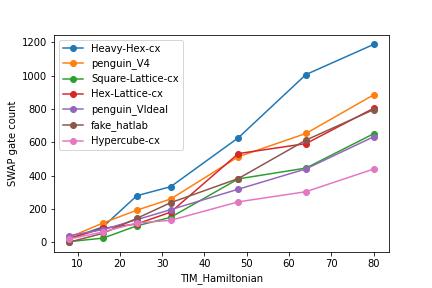 1200
1000
800
600
400
200
0
SWAP gate count
Heavy-Hex-cx
penguin_V4
Square-Lattice-cx
Hex-Lattice-cx
penguin_VIdeal
fake_hatlab
Hypercube-cx
10 20 30 40 50 60 70 80
TIM_Hamiltonian